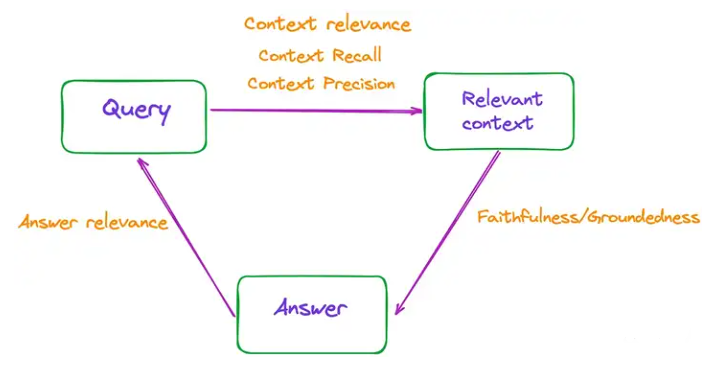 Context relevance
Context Recall
Context Precision
Query
Relevant
context
Answer relevance
Faithfulness/Groundedness
Answer